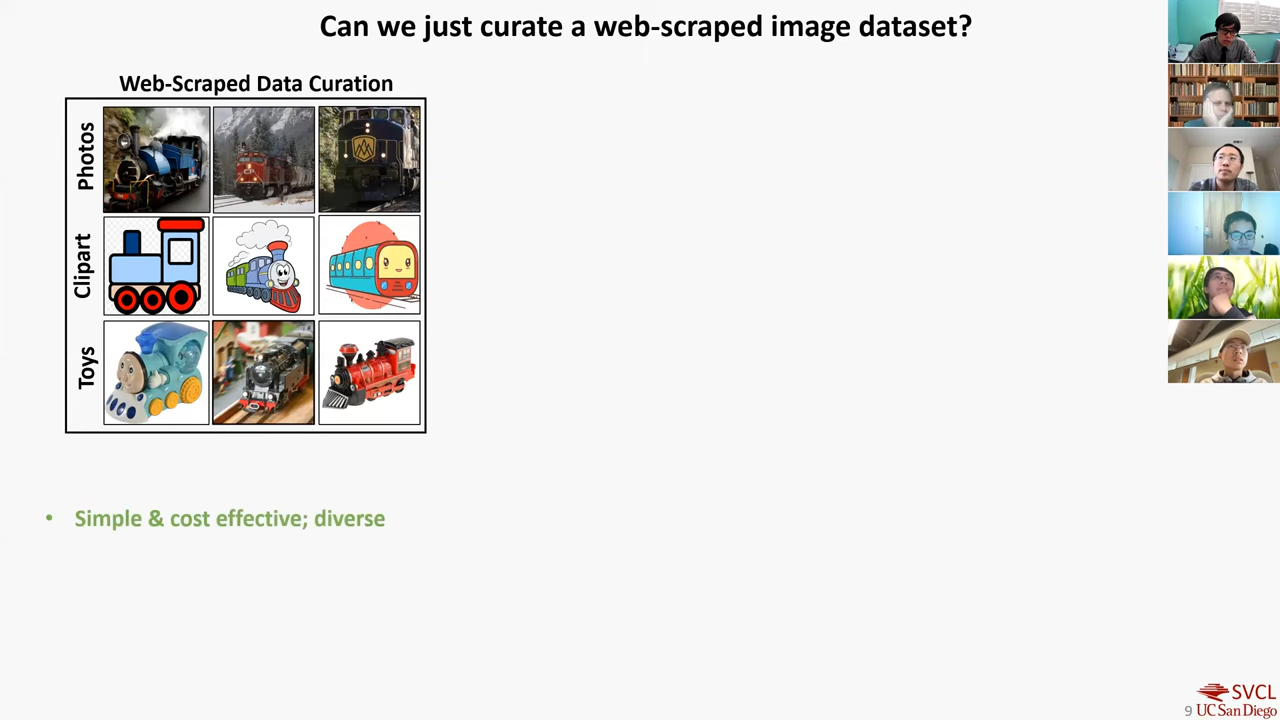 Can we just curate a web-scraped image dataset?
Web-Scraped Data Curation
Photos
Clipart
Toys
• Simple & cost effective; diverse
SVCL
9 UC San Diego